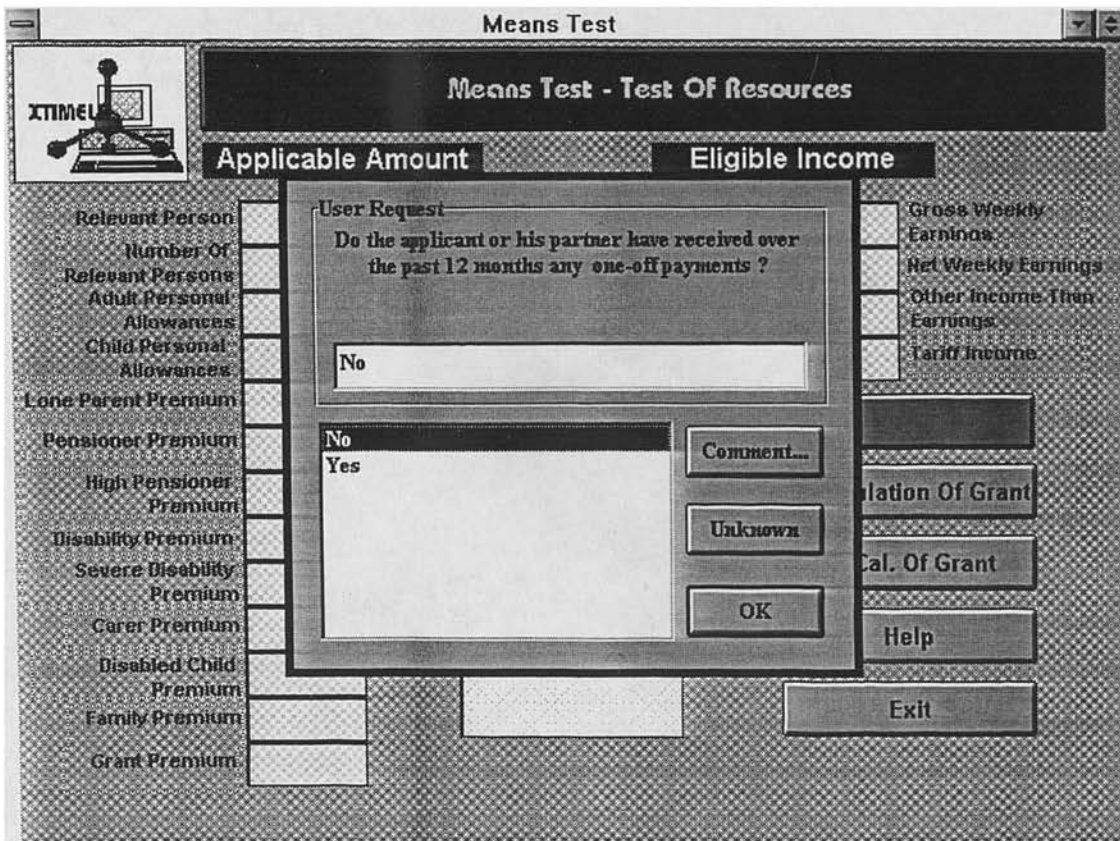 Means Test
XTIMEL
Means Test - Test Of Resources
Applicable Amount
Eligible Income
Relevant Person
Number Of
Relevant Persons
Adult Personal
Allowances
Child Personal
Allowances
Lone Parent Premium
Pensioner Premium
High Pensioner
Premium
Disability Premium
Severe Disability
Premium
Carer Premium
Disabled Child
Premium
Family Premium
Grant Premium
User Request
Do the applicant or his partner have received over
the past 12 months any one-off payments ?
No
No
Yes
Comment...
Unknown
OK
Gross Weekly
Earnings
Net Weekly Earnings
Other Income Than
Earnings
Tariff Income
lation Of Grant
Cal. Of Grant
Help
Exit